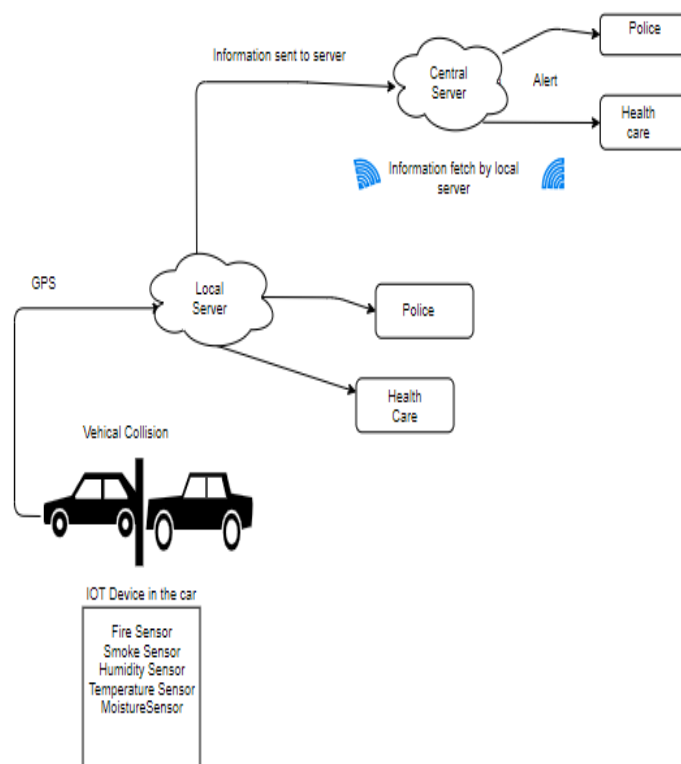 Police
Information sent to server
Central
Server
Alert
Health
care
Information fetch by local
server
GPS
Local
Server
Police
Health
Care
Vehical Collision
IOT Device in the car
Fire Sensor
Smoke Sensor
Humidity Sensor
Temperature Sensor
MoistureSensor